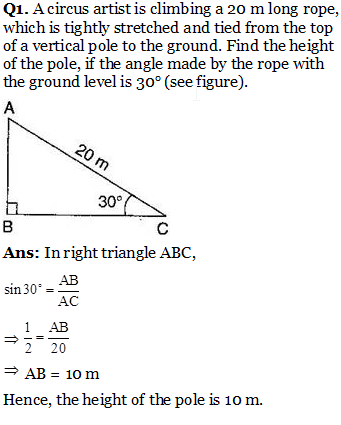 Q1. A circus artist is climbing a 20 m long rope,
which is tightly stretched and tied from the top
of a vertical pole to the ground. Find the height
of the pole, if the angle made by the rope with
the ground level is 30° (see figure).
A
20 m
30°
B
C
Ans: In right triangle ABC,
sin 30° = AB/AC
⇒ 1/2 = AB/20
⇒ AB = 10 m
Hence, the height of the pole is 10 m.